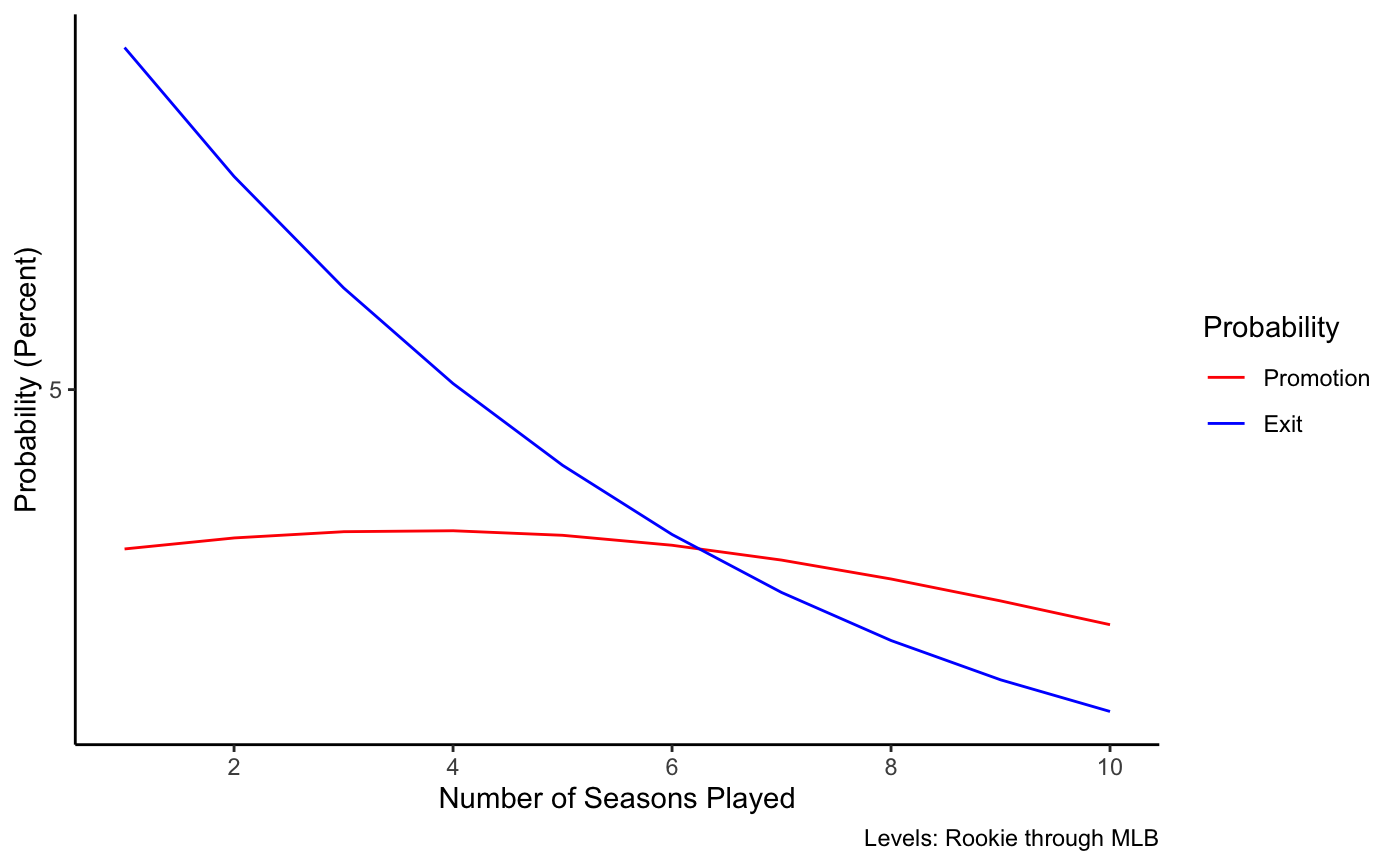 Probability (Percent)
5
2 4 6 8 10
Number of Seasons Played
Levels: Rookie through MLB
Probability
Promotion
Exit